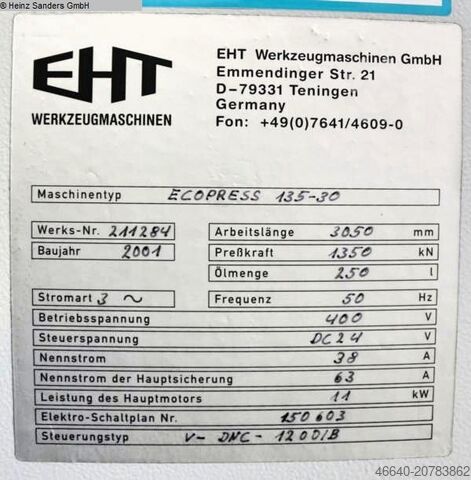 © Heinz Sanders GmbH
EHT
WERKZEUGMASCHINEN
EHT Werkzeugmaschinen GmbH
Emmendinger Str. 21
D-79331 Teningen
Germany
Fon: +49(0)7641/4609-0
Maschinentyp ECOPRESS 135-30
Werks-Nr. 211284
Baujahr 2001
Arbeitslänge 3050 mm
Preßkraft 1350 kN
Ölmenge 250 l
Stromart 3 ~
Frequenz 50 Hz
Betriebsspannung 400 V
Steuerspannung DC24 V
Nennstrom 38 A
Nennstrom der Hauptsicherung 63 A
Leistung des Hauptmotors 11 kW
Elektro-Schaltplan Nr. 150603
Steuerungstyp V-DNC-1200/B
46640-20783862